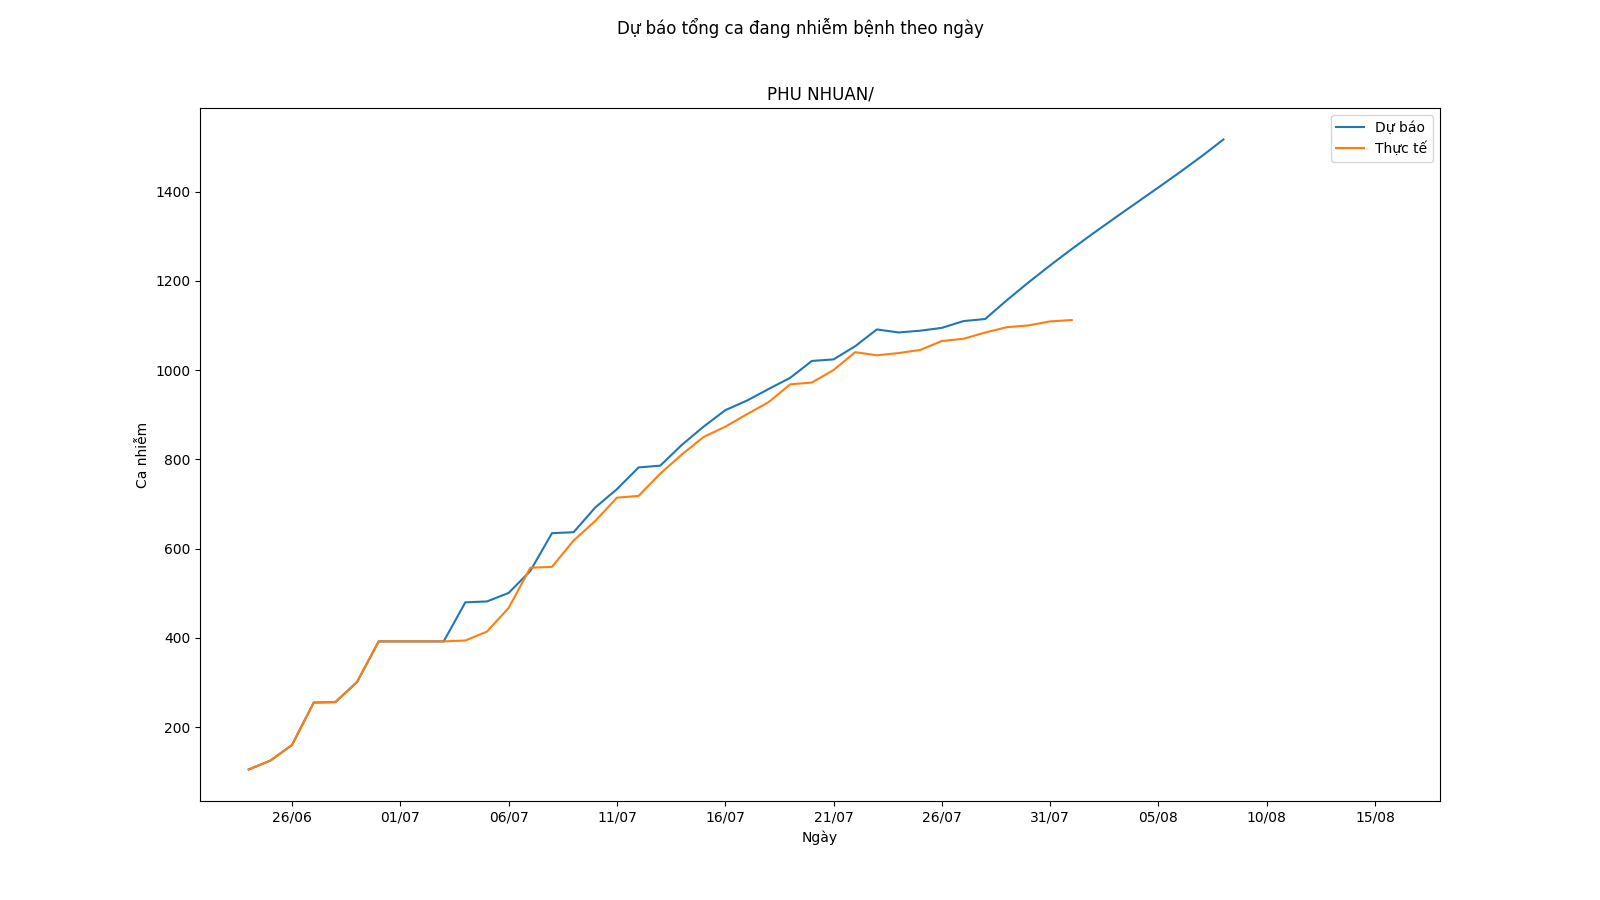 Dự báo tổng ca đang nhiễm bệnh theo ngày
PHU NHUAN/
Dự báo
Thực tế
1400
1200
1000
800
600
400
200
Ca nhiễm
26/06 01/07 06/07 11/07 16/07 21/07 26/07 31/07 05/08 10/08 15/08
Ngày